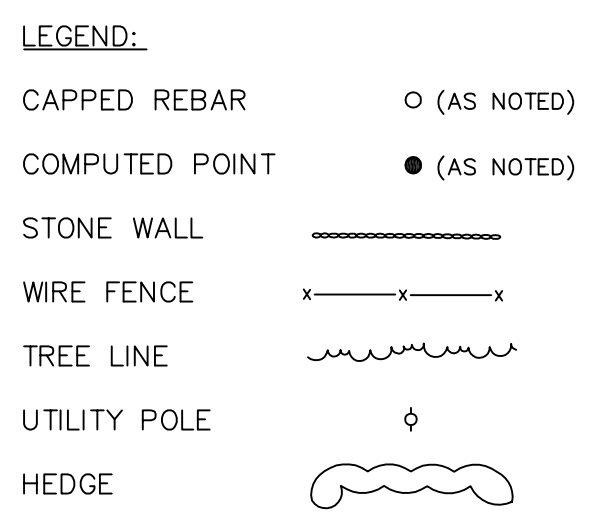 LEGEND:
CAPPED REBAR (AS NOTED)
COMPUTED POINT (AS NOTED)
STONE WALL
WIRE FENCE
TREE LINE
UTILITY POLE
HEDGE